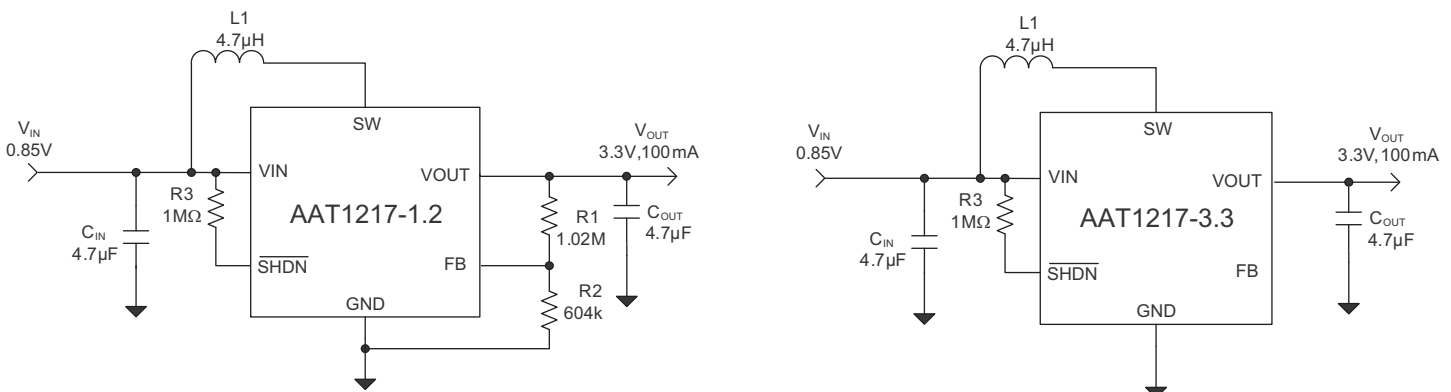 L1
4.7µH
SW
VIN
0.85V
VIN
VOUT
3.3V,100mA
VOUT
R3
1MΩ
AAT1217-1.2
R1
1.02M
COUT
4.7µF
CIN
4.7µF
SHDN
FB
R2
604k
GND
L1
4.7µH
SW
VIN
0.85V
VIN
VOUT
3.3V,100mA
VOUT
R3
1MΩ
AAT1217-3.3
COUT
4.7µF
CIN
4.7µF
SHDN
FB
GND